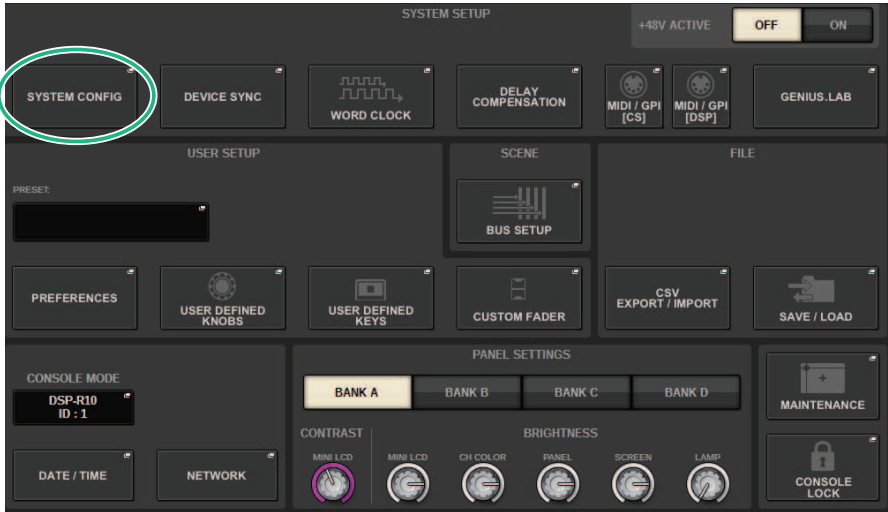 SYSTEM SETUP
+48V ACTIVE
OFF
ON
SYSTEM CONFIG
DEVICE SYNC
WORD CLOCK
DELAY
COMPENSATION
MIDI / GPI
[CS]
MIDI / GPI
[DSP]
GENIUS.LAB
USER SETUP
SCENE
FILE
PRESET:
BUS SETUP
PREFERENCES
USER DEFINED
KNOBS
USER DEFINED
KEYS
CUSTOM FADER
CSV
EXPORT / IMPORT
SAVE / LOAD
CONSOLE MODE
DSP-R10
ID : 1
PANEL SETTINGS
BANK A
BANK B
BANK C
BANK D
MAINTENANCE
CONTRAST
BRIGHTNESS
MINI LCD
MINI LCD
CH COLOR
PANEL
SCREEN
LAMP
DATE / TIME
NETWORK
CONSOLE
LOCK